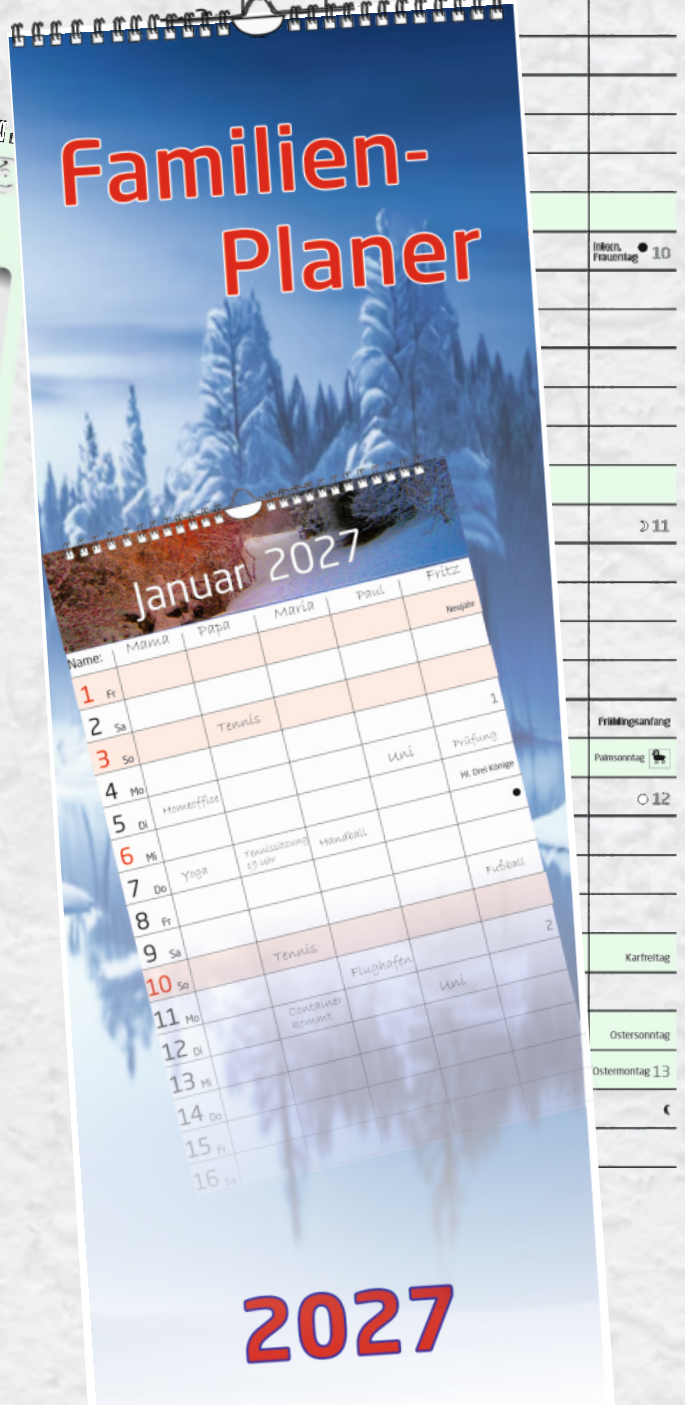 Familien-
Planer
Januar 2027
Name: Mama Papa Maria Paul Fritz
1 Fr Neujahr
2 Sa
3 So Tennis
4 Mo 1
5 Di Homeoffice Uni Prüfung
6 Mi Hl. Drei Könige
7 Do Yoga Tennissitzung Handball
19 Uhr
8 Fr
9 Sa Fußball
10 So Tennis
11 Mo Flughafen 2
12 Di Container Uni
kommt
13 Mi
14 Do
15 Fr
16 Sa
2027
Intern.
Frauentag 10
11
Frühlingsanfang
Palmsonntag
12
Karfreitag
Ostersonntag
Ostermontag 13